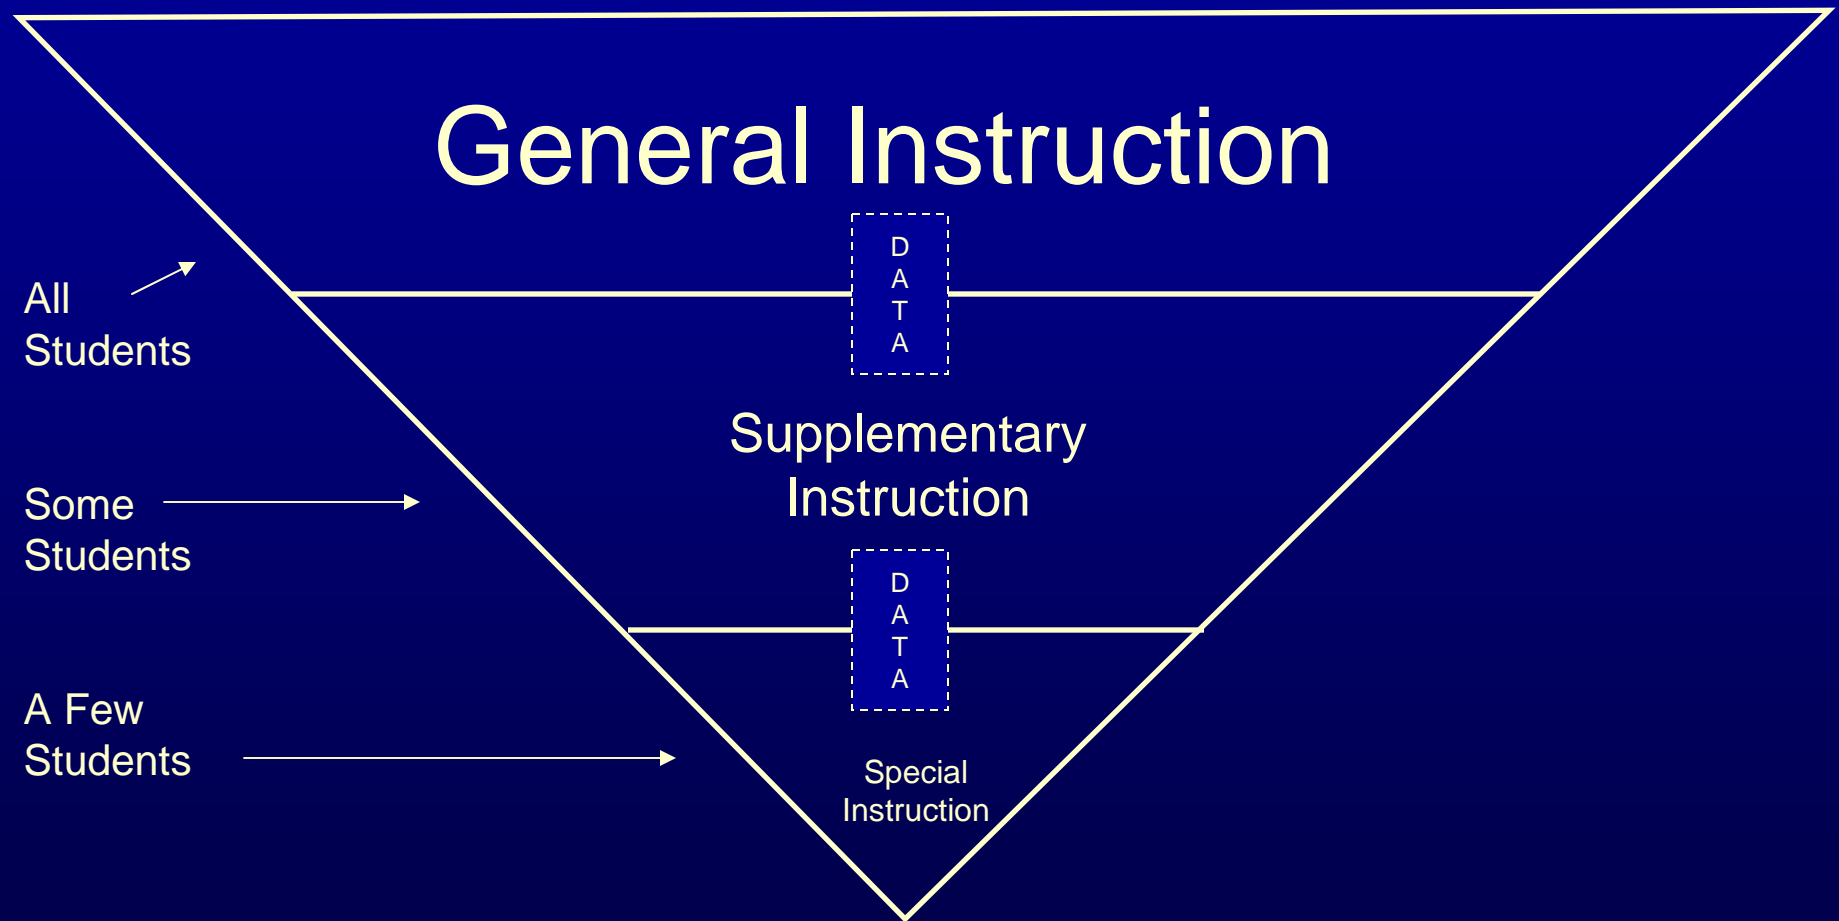 General Instruction
D
A
T
A
All
Students
Supplementary
Instruction
Some
Students
D
A
T
A
A Few
Students
Special
Instruction